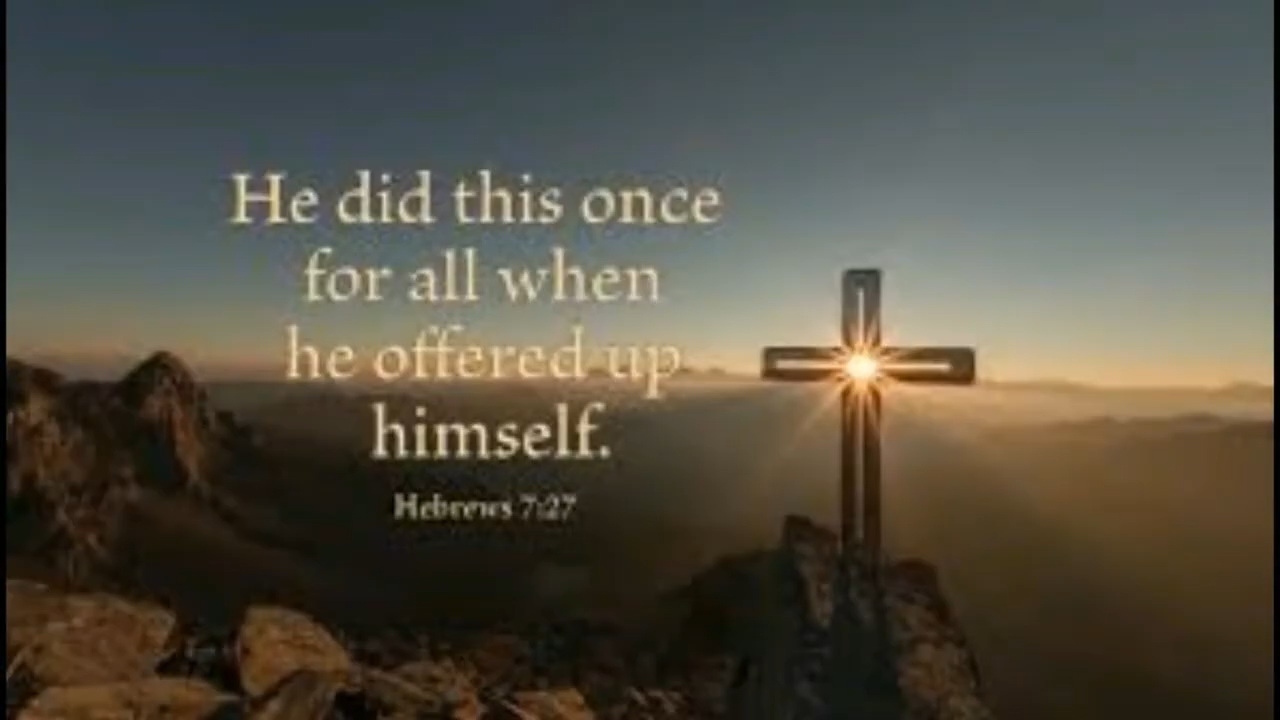 He did this once
for all when
he offered up
himself.
Hebrews 7:27